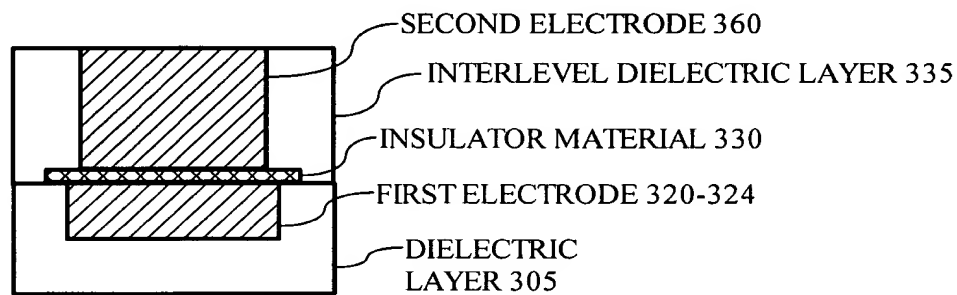 SECOND ELECTRODE 360
INTERLEVEL DIELECTRIC LAYER 335
INSULATOR MATERIAL 330
FIRST ELECTRODE 320-324
DIELECTRIC
LAYER 305